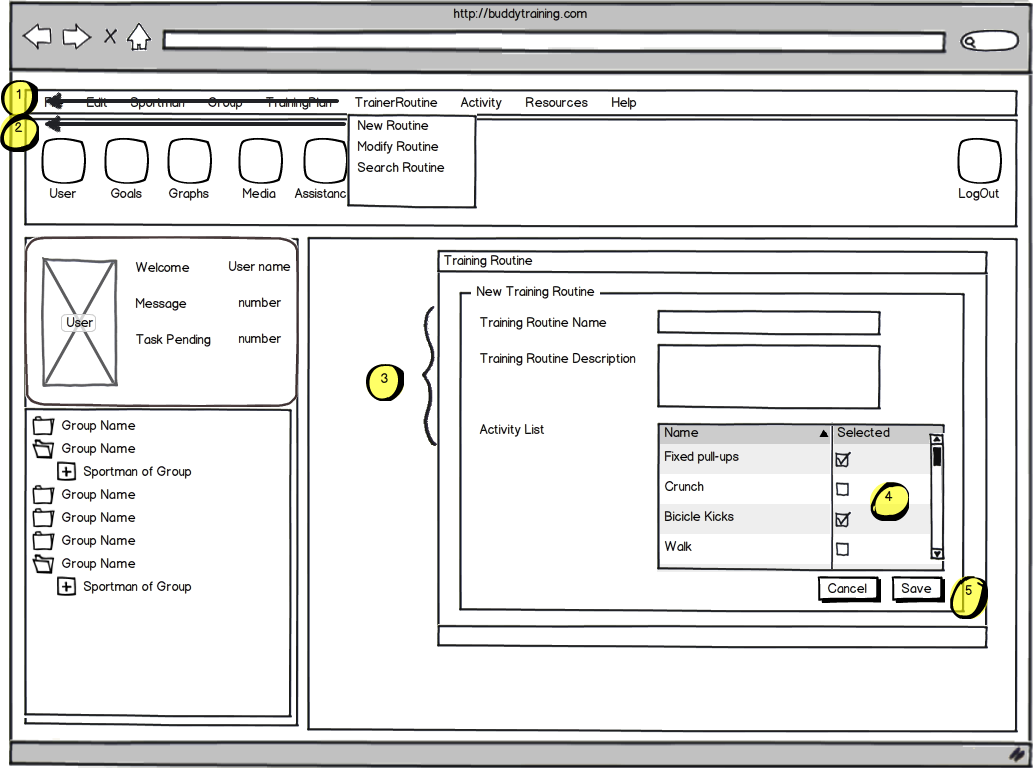 http://buddytraining.com
1
Edit Sportman Group TrainingPlan TrainerRoutine Activity Resources Help
2
New Routine
Modify Routine
Search Routine
User Goals Graphs Media Assistanc LogOut
Welcome User name
Message number
User
Task Pending number
Group Name
Group Name
Sportman of Group
Group Name
Group Name
Group Name
Group Name
Sportman of Group
Training Routine
New Training Routine
Training Routine Name
Training Routine Description
3
Activity List
Name Selected
Fixed pull-ups
Crunch
4
Bicicle Kicks
Walk
Cancel Save
5